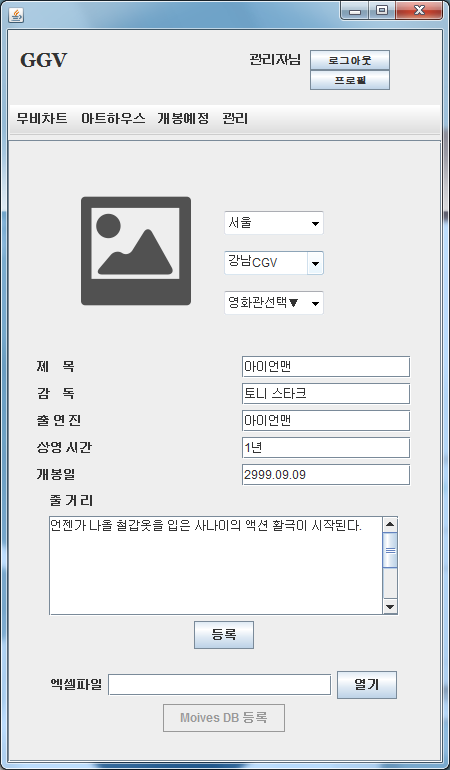 GGV
관리자님
로그아웃
프로필
무비차트 아트하우스 개봉예정 관리
서울
강남CGV
영화관선택▼
제 목 아이언맨
감 독 토니 스타크
출 연 진 아이언맨
상영 시간 1년
개봉일 2999.09.09
줄 거 리
언젠가 나올 철갑옷을 입은 사나이의 액션 활극이 시작된다.
등록
엑셀파일 열기
Moives DB 등록